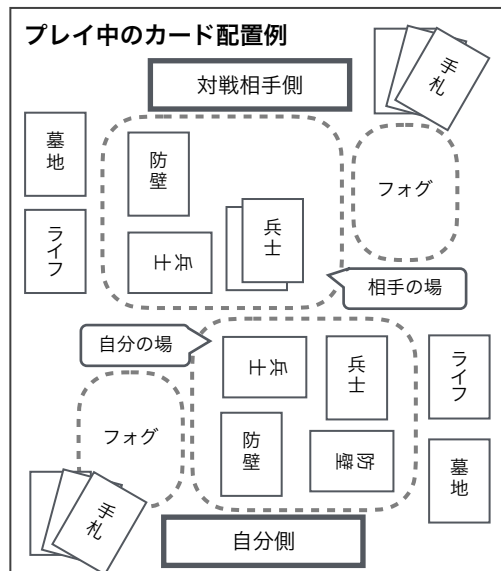 プレイ中のカード配置例
対戦相手側
手札
墓地
防壁
フォグ
ライフ
兵士
兵士
相手の場
自分の場
兵士
兵士
ライフ
フォグ
防壁
防壁
墓地
手札
自分側